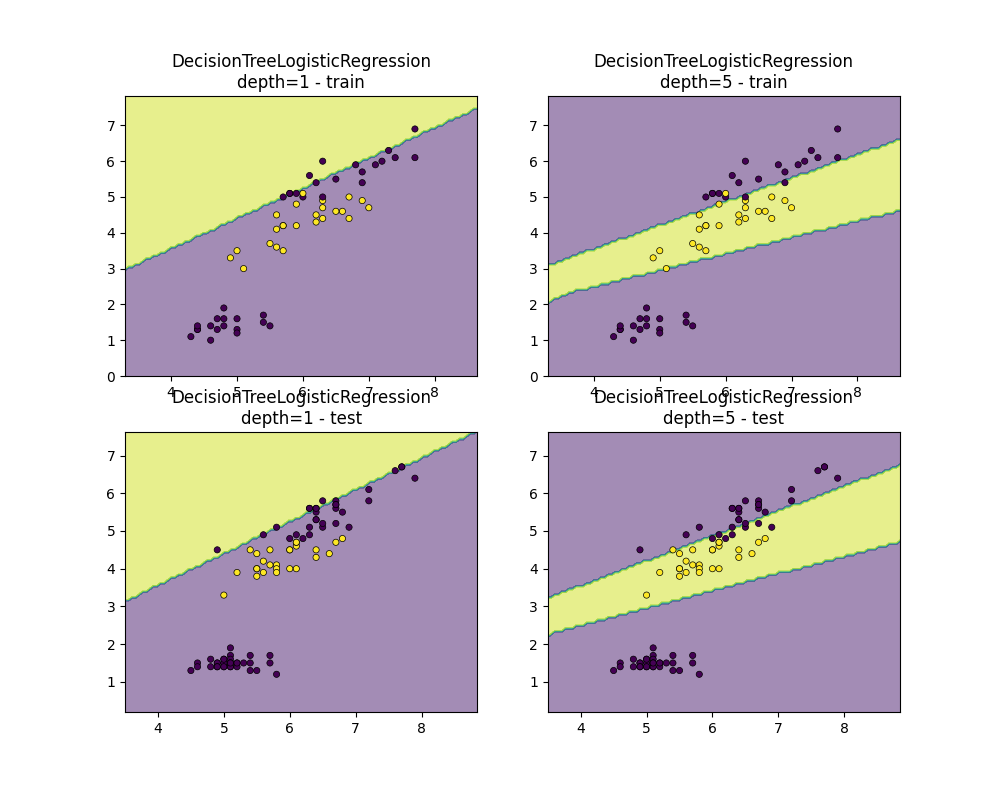 DecisionTreeLogisticRegression
depth=1 - train
7
6
5
4
3
2
1
0
4 5 6 7 8
DecisionTreeLogisticRegression
depth=5 - train
7
6
5
4
3
2
1
0
4 5 6 7 8
DecisionTreeLogisticRegression
depth=1 - test
7
6
5
4
3
2
1
4 5 6 7 8
DecisionTreeLogisticRegression
depth=5 - test
7
6
5
4
3
2
1
4 5 6 7 8